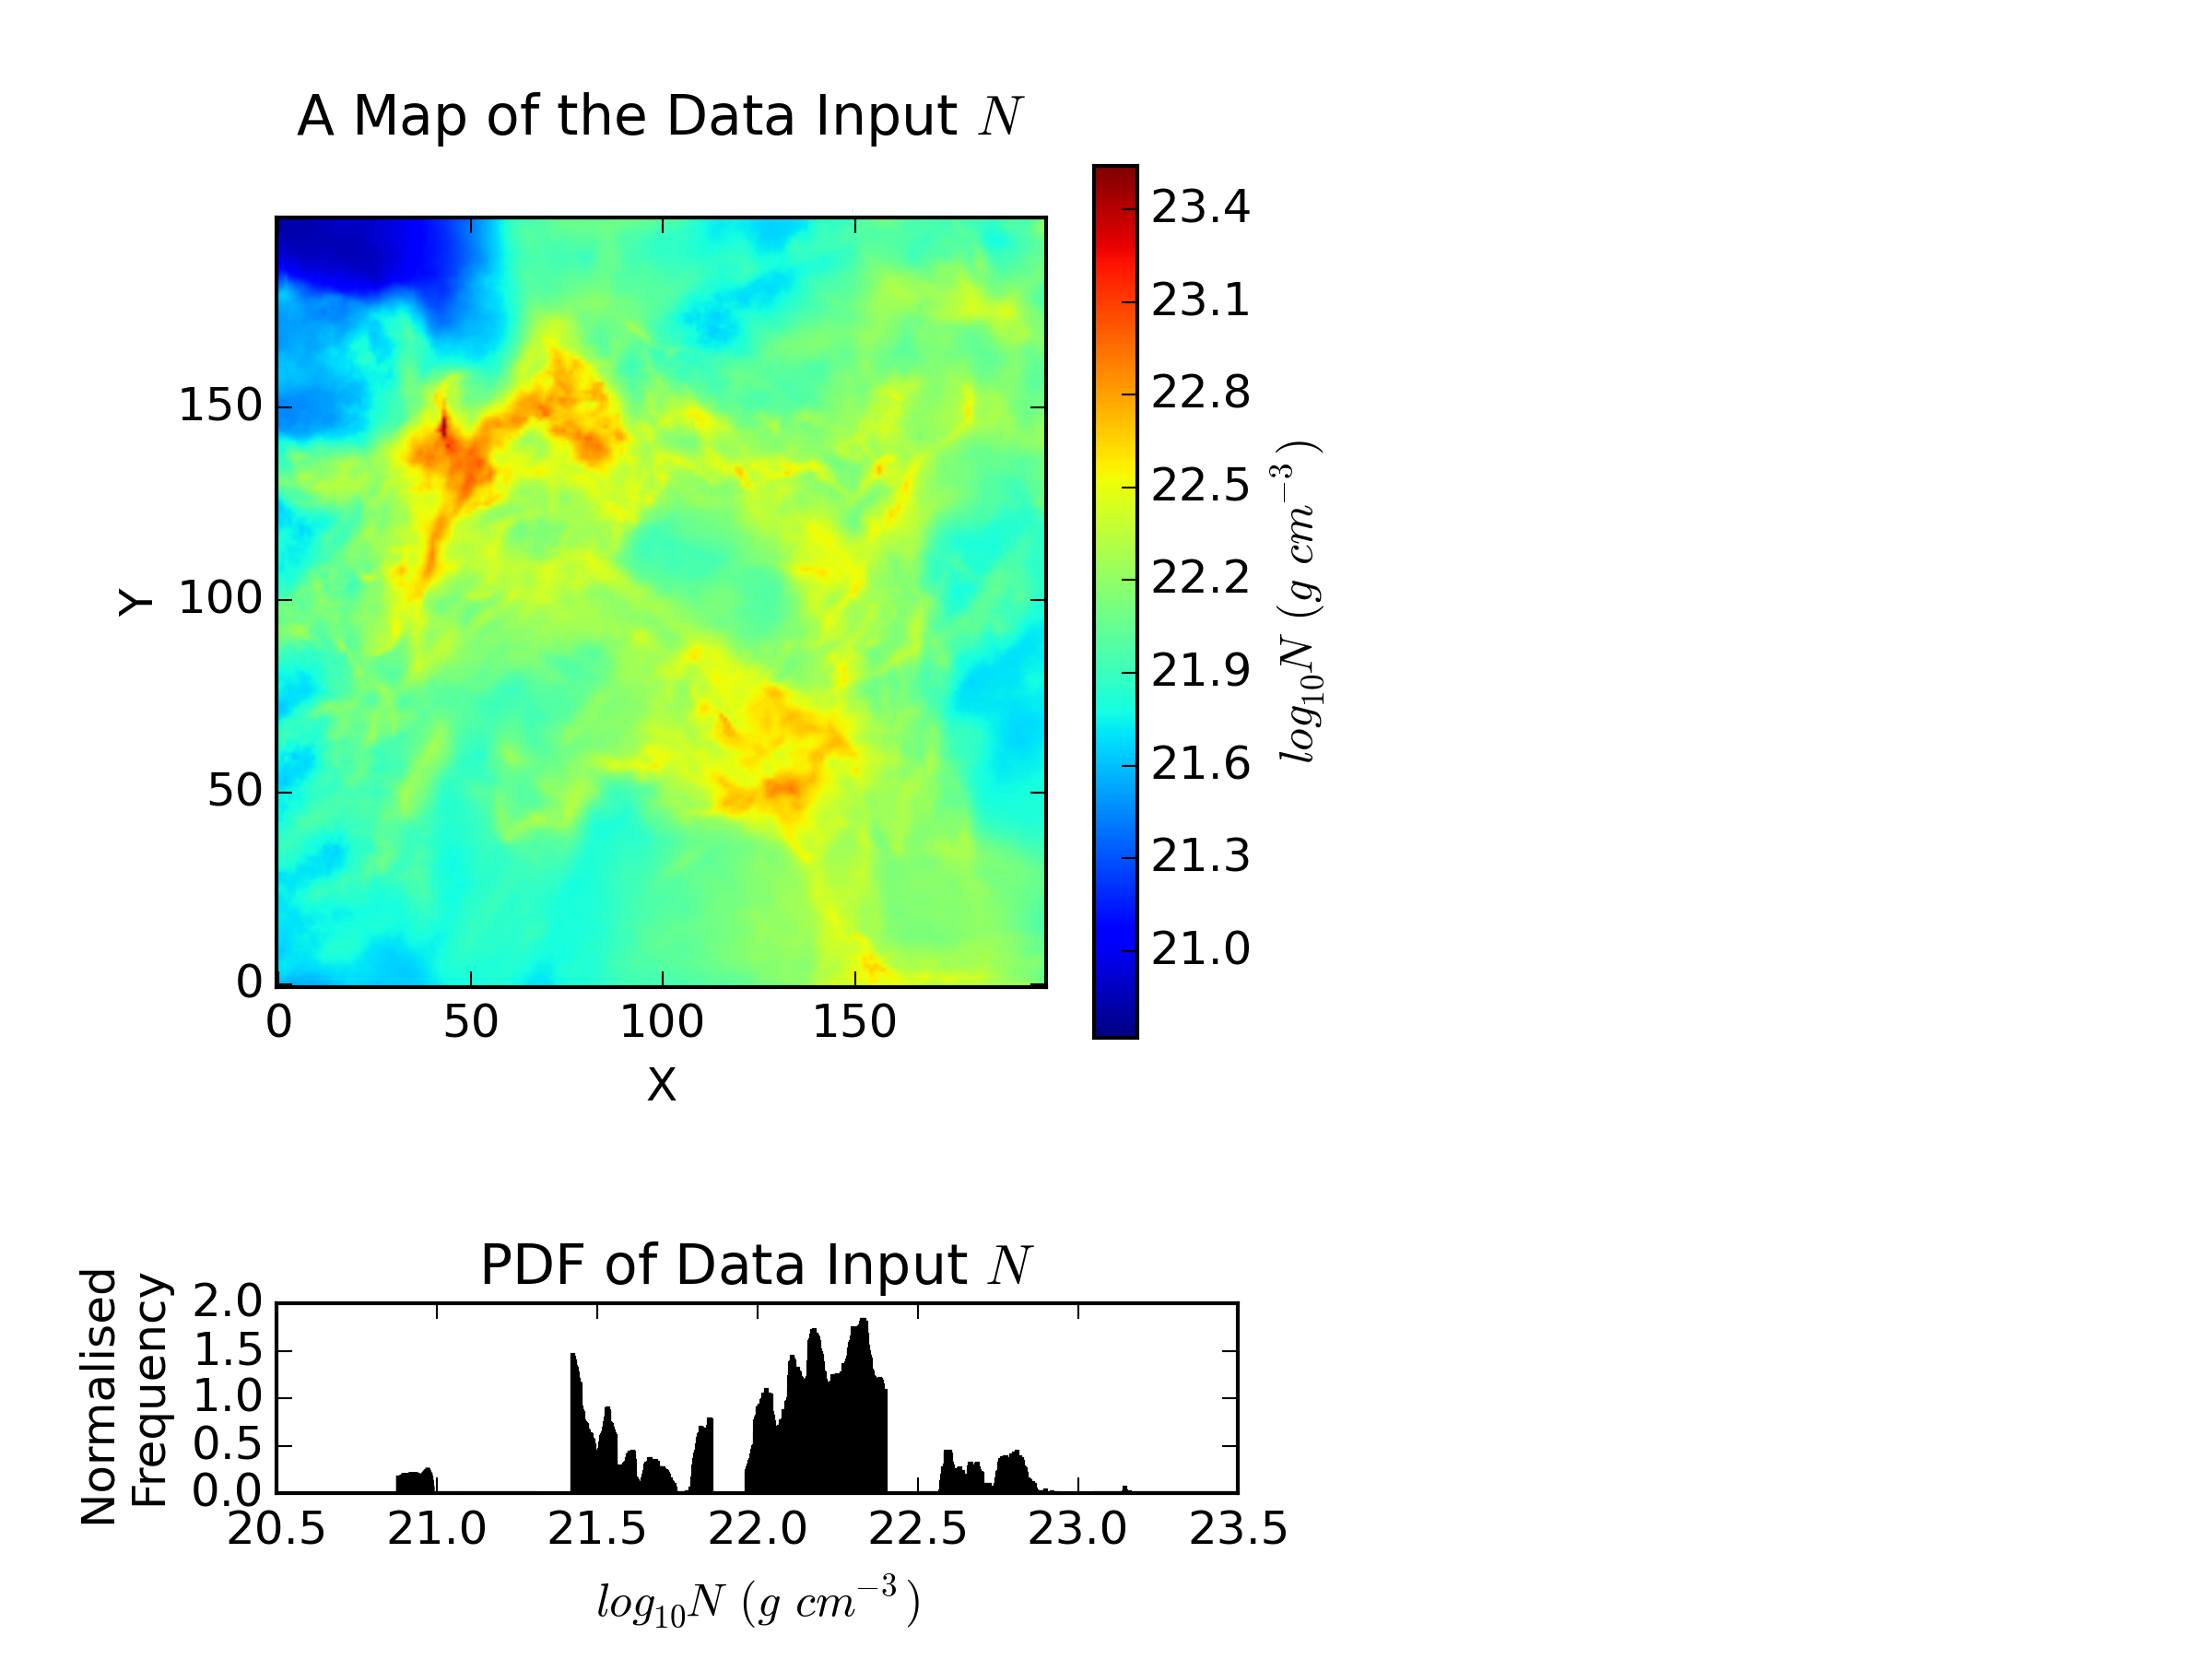 A Map of the Data Input N
23.4
23.1
22.8
22.5
22.2
21.9
21.6
21.3
21.0
log₁₀N (g cm⁻³)
Y
150
100
50
0
0 50 100 150
X
PDF of Data Input N
Normalised
Frequency
2.0
1.5
1.0
0.5
0.0
20.5 21.0 21.5 22.0 22.5 23.0 23.5
log₁₀N (g cm⁻³)